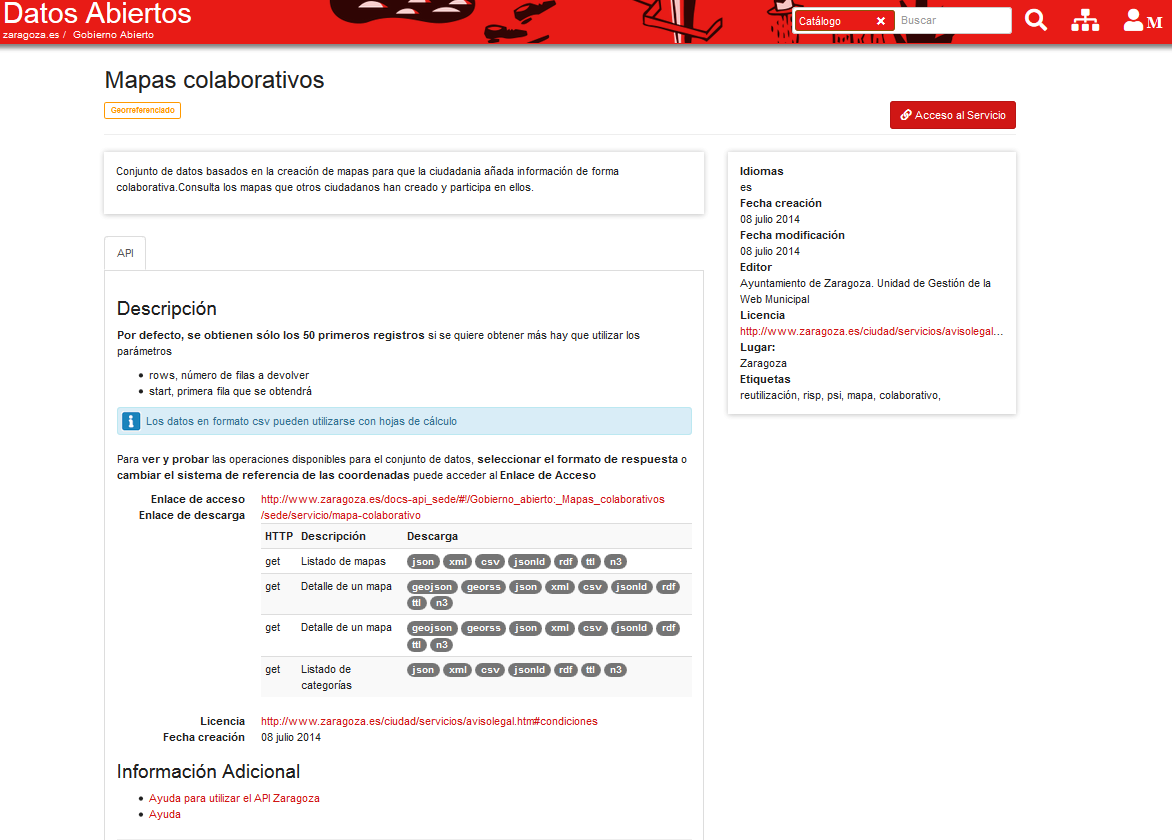 Datos Abiertos
zaragoza.es / Gobierno Abierto
Catálogo × Buscar M
Mapas colaborativos
Georreferenciado
Acceso al Servicio
Conjunto de datos basados en la creación de mapas para que la ciudadania añada información de forma
colaborativa.Consulta los mapas que otros ciudadanos han creado y participa en ellos.
API
Descripción
Por defecto, se obtienen sólo los 50 primeros registros si se quiere obtener más hay que utilizar los
parámetros
• rows, número de filas a devolver
• start, primera fila que se obtendrá
Los datos en formato csv pueden utilizarse con hojas de cálculo
Para ver y probar las operaciones disponibles para el conjunto de datos, seleccionar el formato de respuesta o
cambiar el sistema de referencia de las coordenadas puede acceder al Enlace de Acceso
Enlace de acceso http://www.zaragoza.es/docs-api_sede/#!/Gobierno_abierto:_Mapas_colaborativos
Enlace de descarga /sede/servicio/mapa-colaborativo
HTTP Descripción Descarga
get Listado de mapas json xml csv jsonld rdf ttl n3
get Detalle de un mapa geojson georss json xml csv jsonld rdf
ttl n3
get Detalle de un mapa geojson georss json xml csv jsonld rdf
ttl n3
get Listado de json xml csv jsonld rdf ttl n3
categorías
Licencia http://www.zaragoza.es/ciudad/servicios/avisolegal.htm#condiciones
Fecha creación 08 julio 2014
Información Adicional
• Ayuda para utilizar el API Zaragoza
• Ayuda
Idiomas
es
Fecha creación
08 julio 2014
Fecha modificación
08 julio 2014
Editor
Ayuntamiento de Zaragoza. Unidad de Gestión de la
Web Municipal
Licencia
http://www.zaragoza.es/ciudad/servicios/avisolegal...
Lugar:
Zaragoza
Etiquetas
reutilización, risp, psi, mapa, colaborativo,